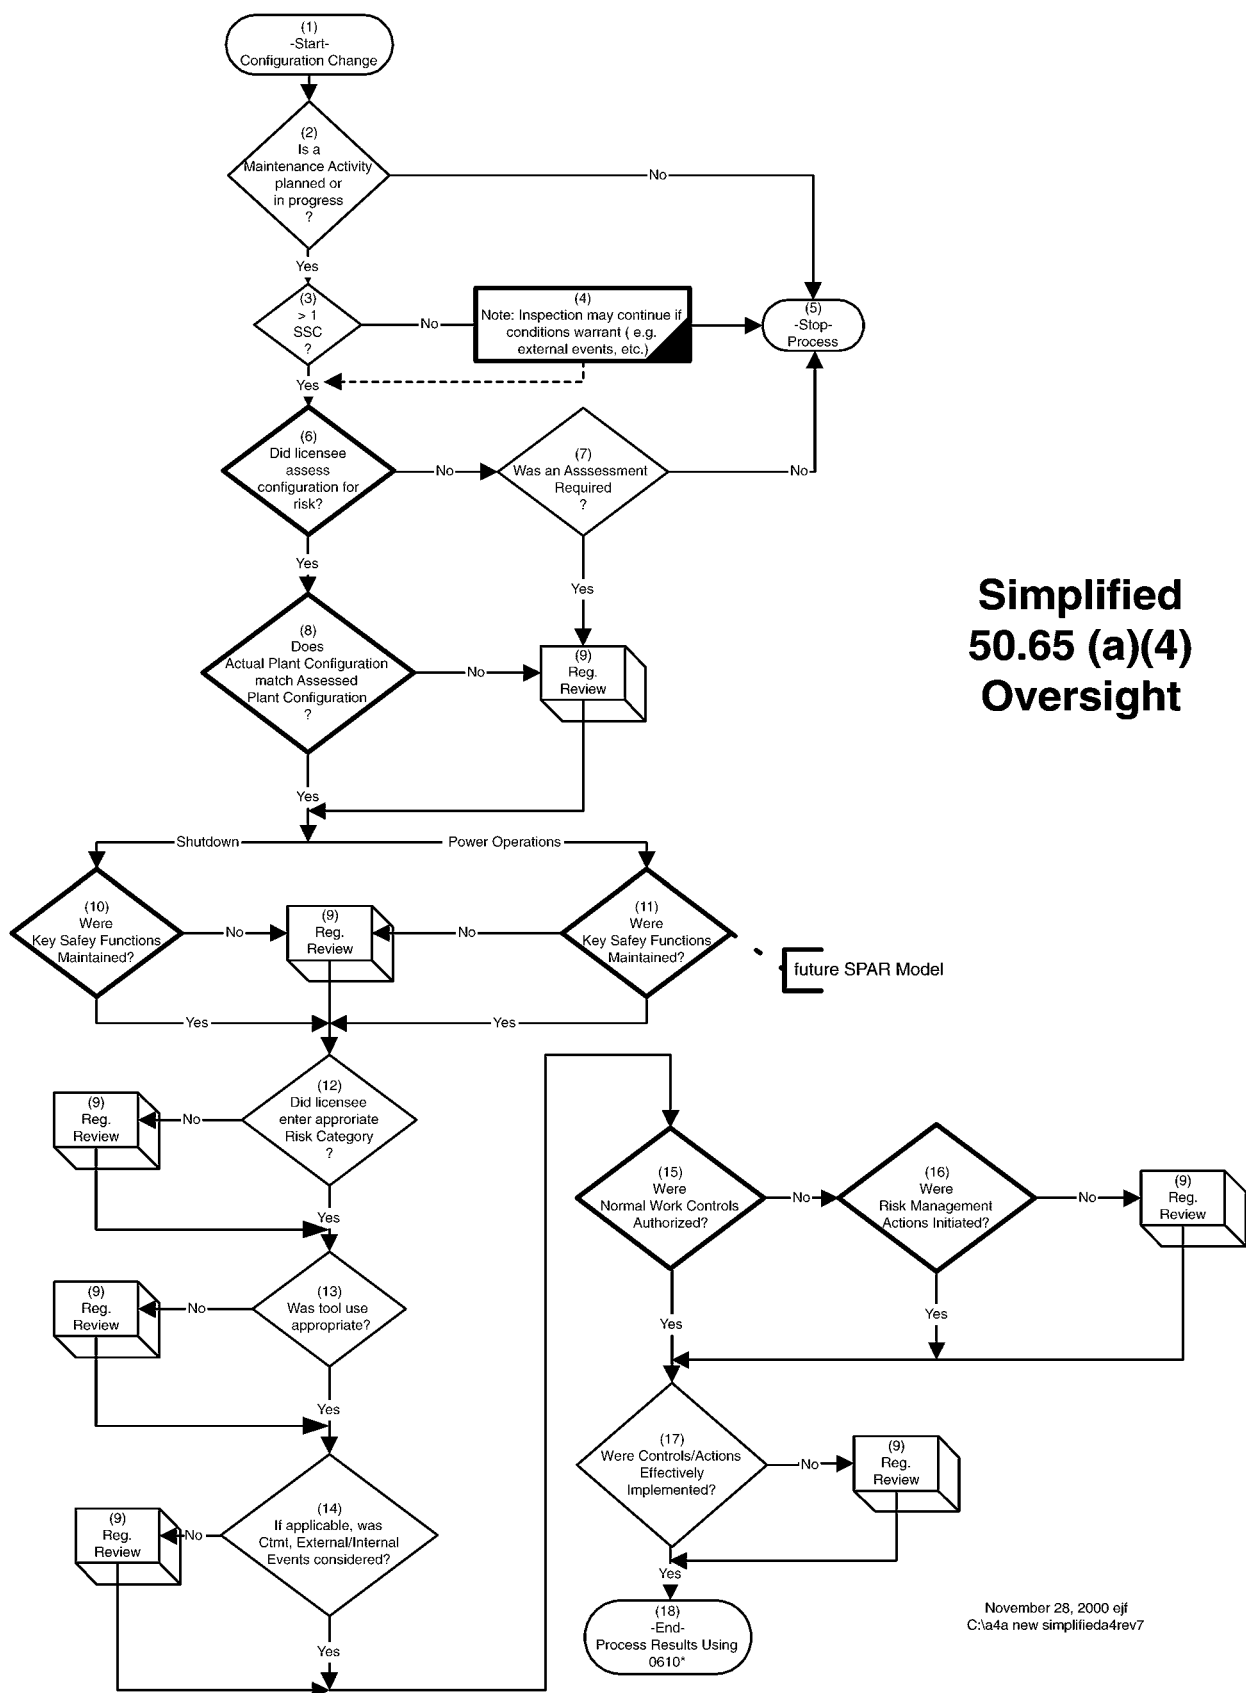 (1)
-Start-
Configuration Change
(2)
Is a
Maintenance Activity
planned or
in progress
?
No
Yes
(3)
> 1
SSC
?
No
(4)
Note: Inspection may continue if
conditions warrant ( e.g.
external events, etc.)
(5)
-Stop-
Process
Yes
(6)
Did licensee
assess
configuration for
risk?
No
(7)
Was an Asssessment
Required
?
No
Yes
Yes
Simplified
50.65 (a)(4)
Oversight
(8)
Does
Actual Plant Configuration
match Assessed
Plant Configuration
?
No
(9)
Reg.
Review
Yes
Shutdown
Power Operations
(10)
Were
Key Safey Functions
Maintained?
No
(9)
Reg.
Review
No
(11)
Were
Key Safey Functions
Maintained?
future SPAR Model
Yes
Yes
(12)
Did licensee
enter approriate
Risk Category
?
No
(9)
Reg.
Review
Yes
(13)
Was tool use
appropriate?
No
(9)
Reg.
Review
Yes
(14)
If applicable, was
Ctmt, External/Internal
Events considered?
No
(9)
Reg.
Review
Yes
(15)
Were
Normal Work Controls
Authorized?
No
(16)
Were
Risk Management
Actions Initiated?
No
(9)
Reg.
Review
Yes
Yes
(17)
Were Controls/Actions
Effectively
Implemented?
No
(9)
Reg.
Review
Yes
(18)
-End-
Process Results Using
0610*
November 28, 2000 ejf
C:\a4a new simplifieda4rev7